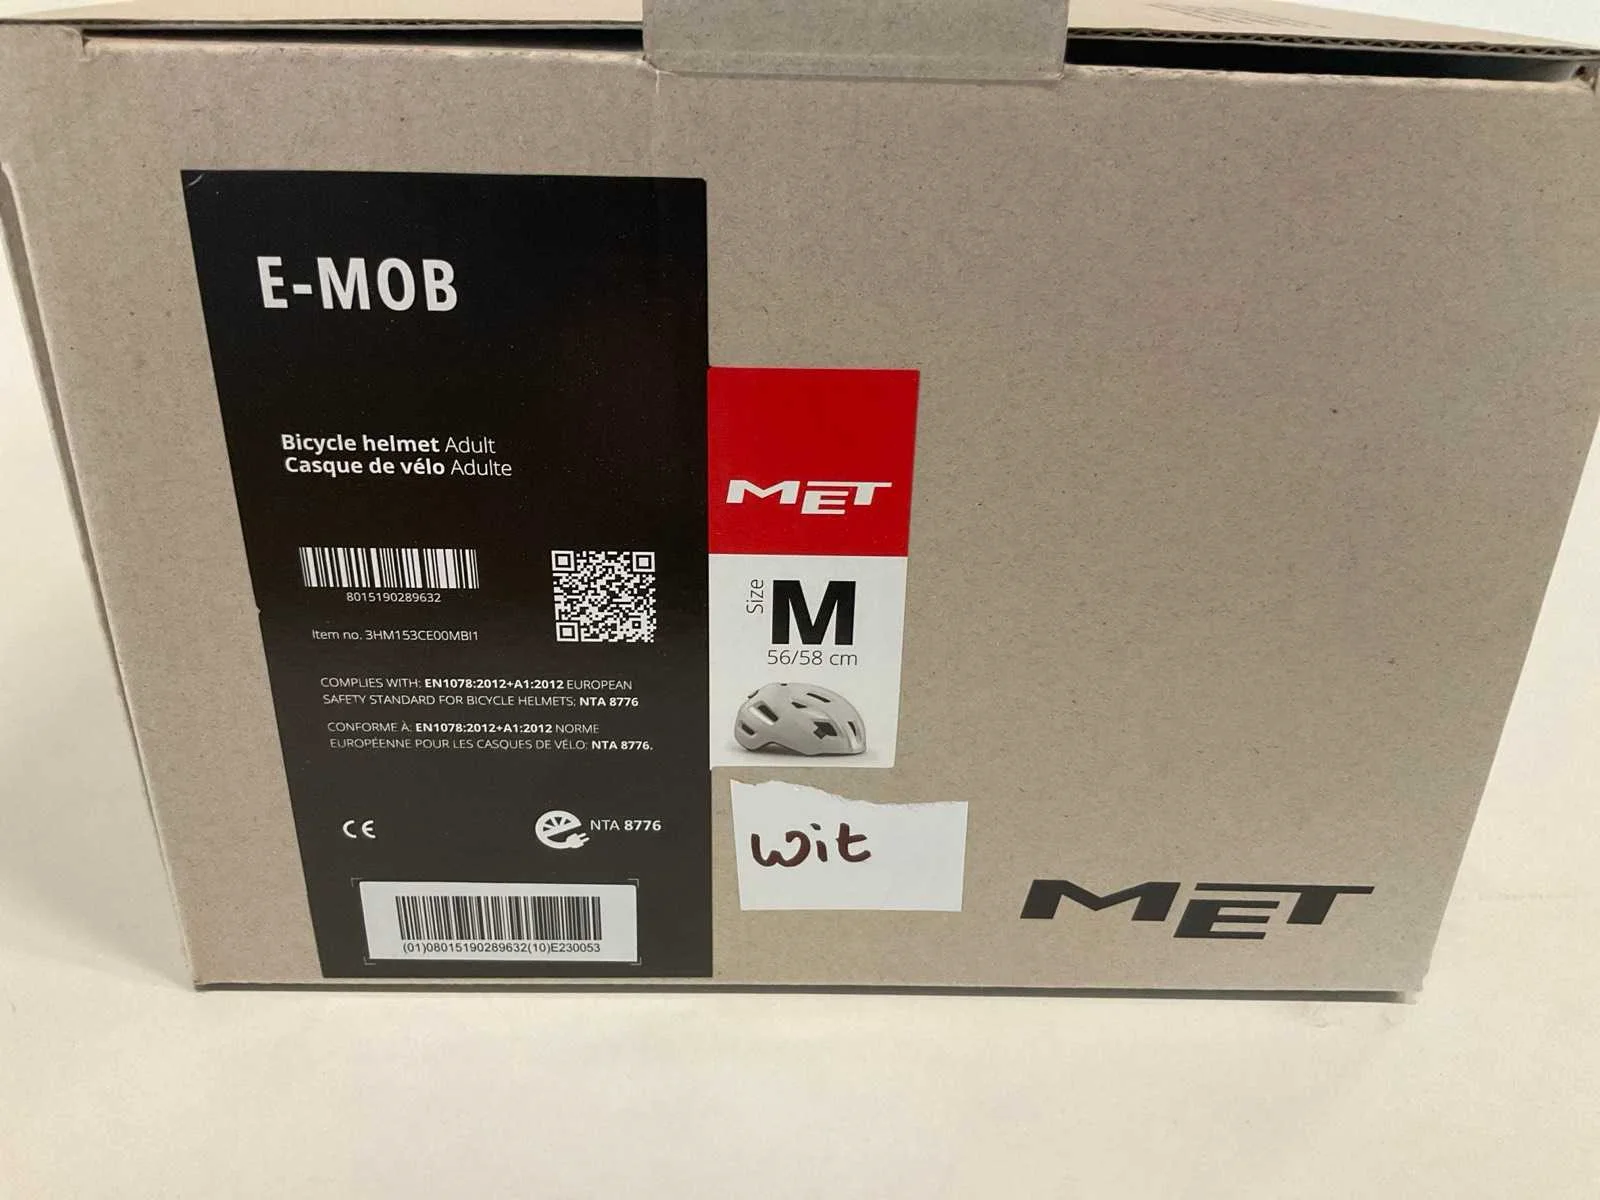 E-MOB
Bicycle helmet Adult
Casque de vélo Adulte
8015190289632
Item no. 3HM153CE00MBI1
COMPLIES WITH: EN1078:2012+A1:2012 EUROPEAN
SAFETY STANDARD FOR BICYCLE HELMETS; NTA 8776
CONFORME À: EN1078:2012+A1:2012 NORME
EUROPÉENNE POUR LES CASQUES DE VÉLO: NTA 8776.
CE
NTA 8776
(01)08015190289632(10)E230053
MET
Size
M
56/58 cm
wit
MET